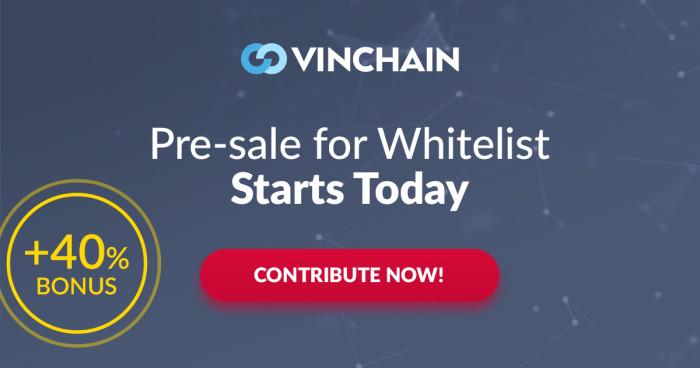 VINCHAIN
Pre-sale for Whitelist
Starts Today
+40%
BONUS
CONTRIBUTE NOW!